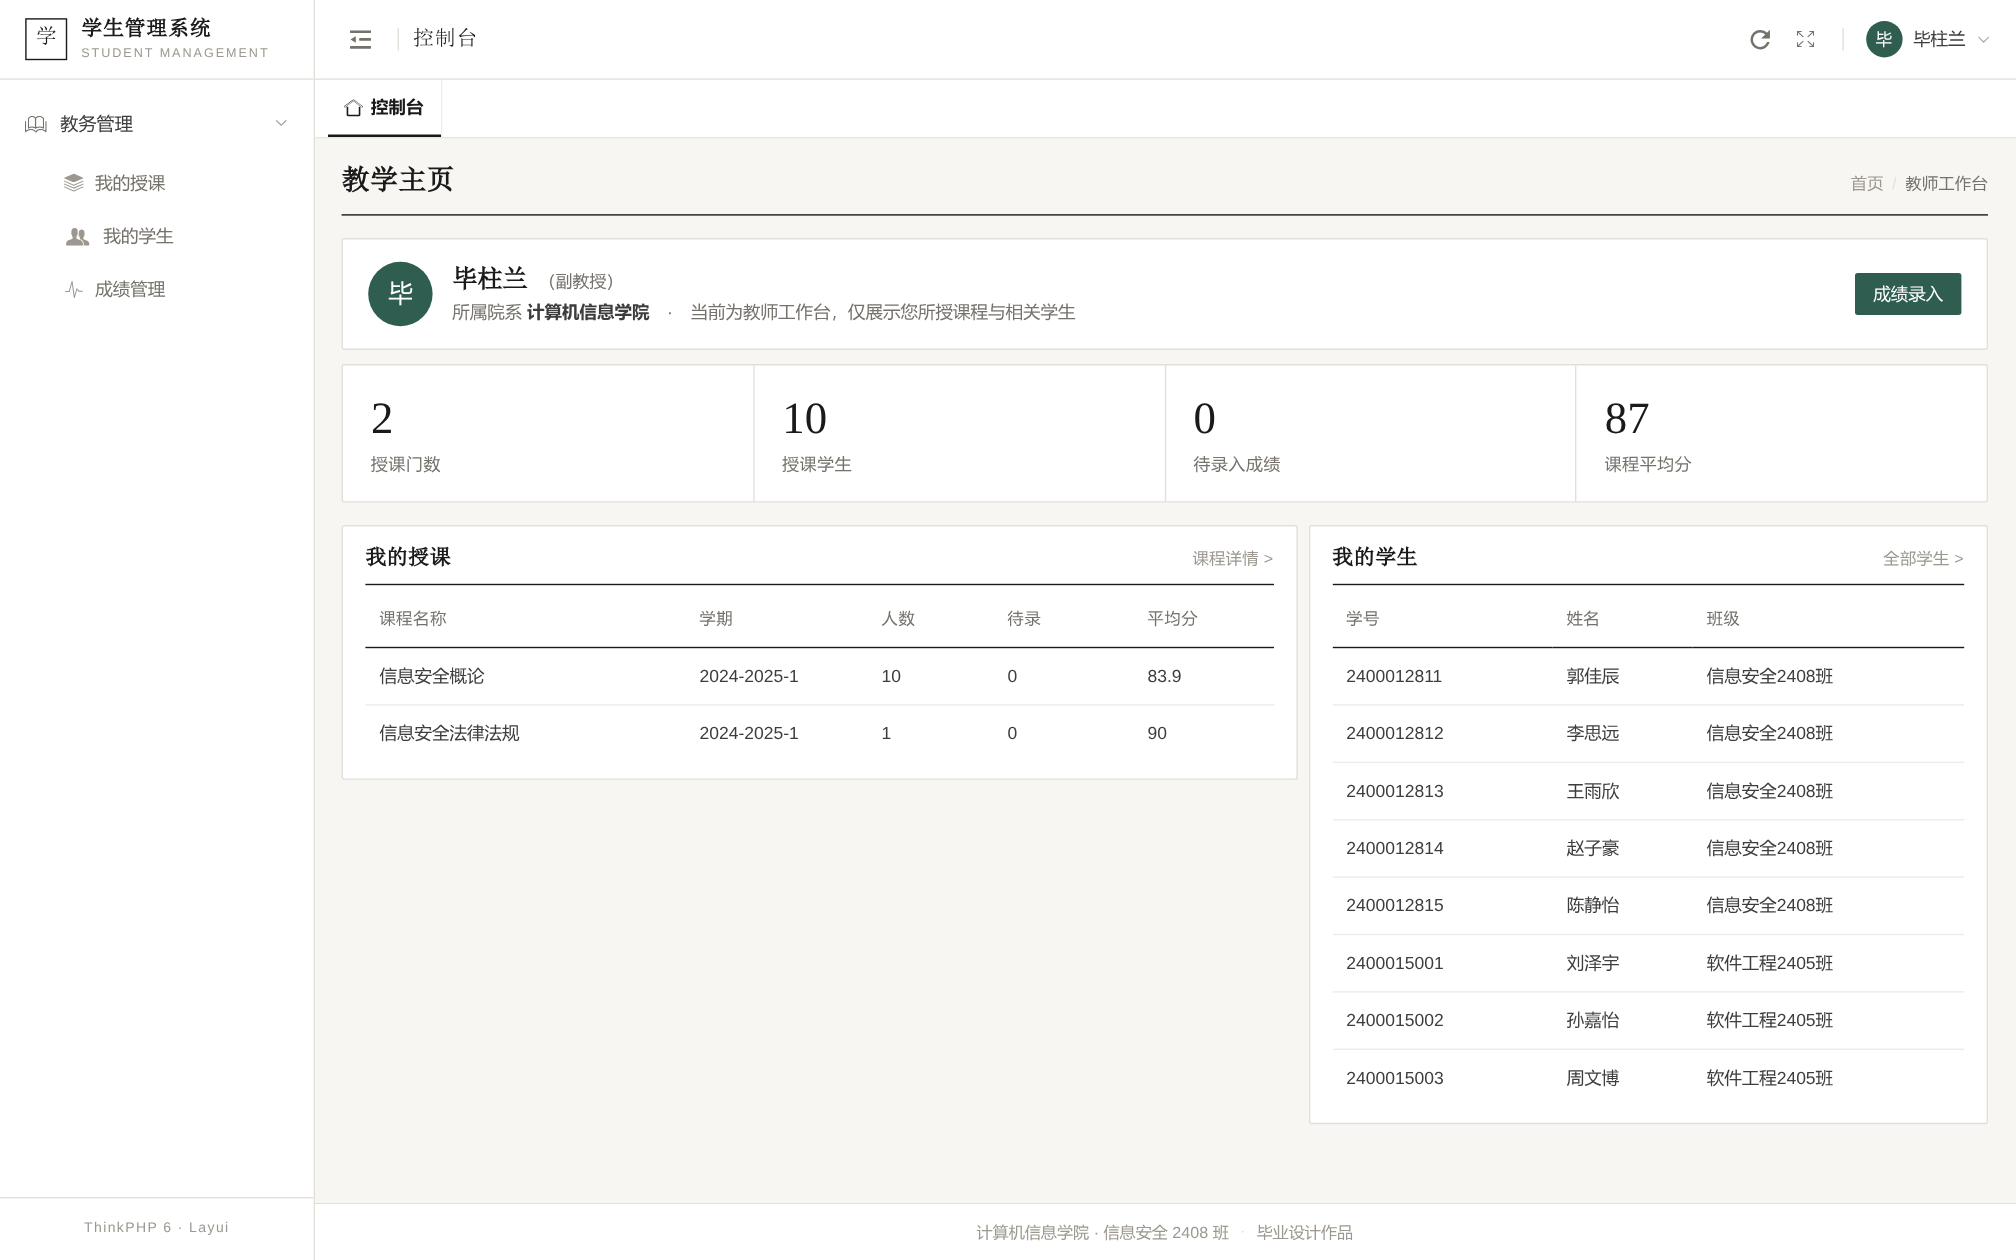 学 学生管理系统
STUDENT MANAGEMENT
控制台
毕 毕柱兰
教务管理
我的授课
我的学生
成绩管理
ThinkPHP 6 · Layui
控制台
教学主页
首页 / 教师工作台
毕
毕柱兰 （副教授）
所属院系 计算机信息学院 · 当前为教师工作台，仅展示您所授课程与相关学生
成绩录入
2
授课门数
10
授课学生
0
待录入成绩
87
课程平均分
我的授课 课程详情 >
课程名称 学期 人数 待录 平均分
信息安全概论 2024-2025-1 10 0 83.9
信息安全法律法规 2024-2025-1 1 0 90
我的学生 全部学生 >
学号 姓名 班级
2400012811 郭佳辰 信息安全2408班
2400012812 李思远 信息安全2408班
2400012813 王雨欣 信息安全2408班
2400012814 赵子豪 信息安全2408班
2400012815 陈静怡 信息安全2408班
2400015001 刘泽宇 软件工程2405班
2400015002 孙嘉怡 软件工程2405班
2400015003 周文博 软件工程2405班
计算机信息学院 · 信息安全 2408 班 · 毕业设计作品